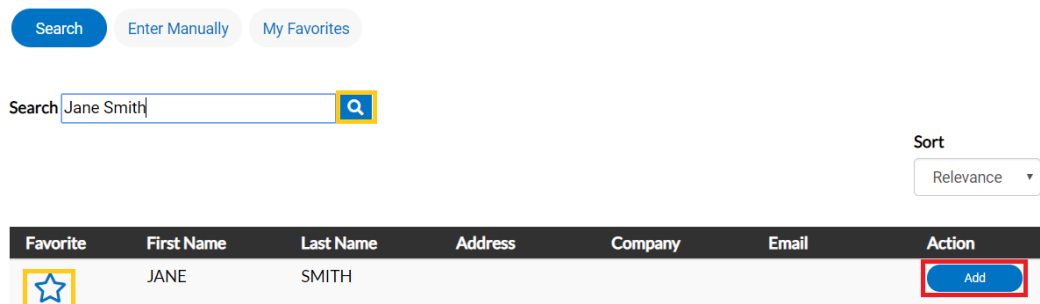 Search Enter Manually My Favorites
Search Jane Smith
Sort
Relevance
Favorite First Name Last Name Address Company Email Action
JANE SMITH Add